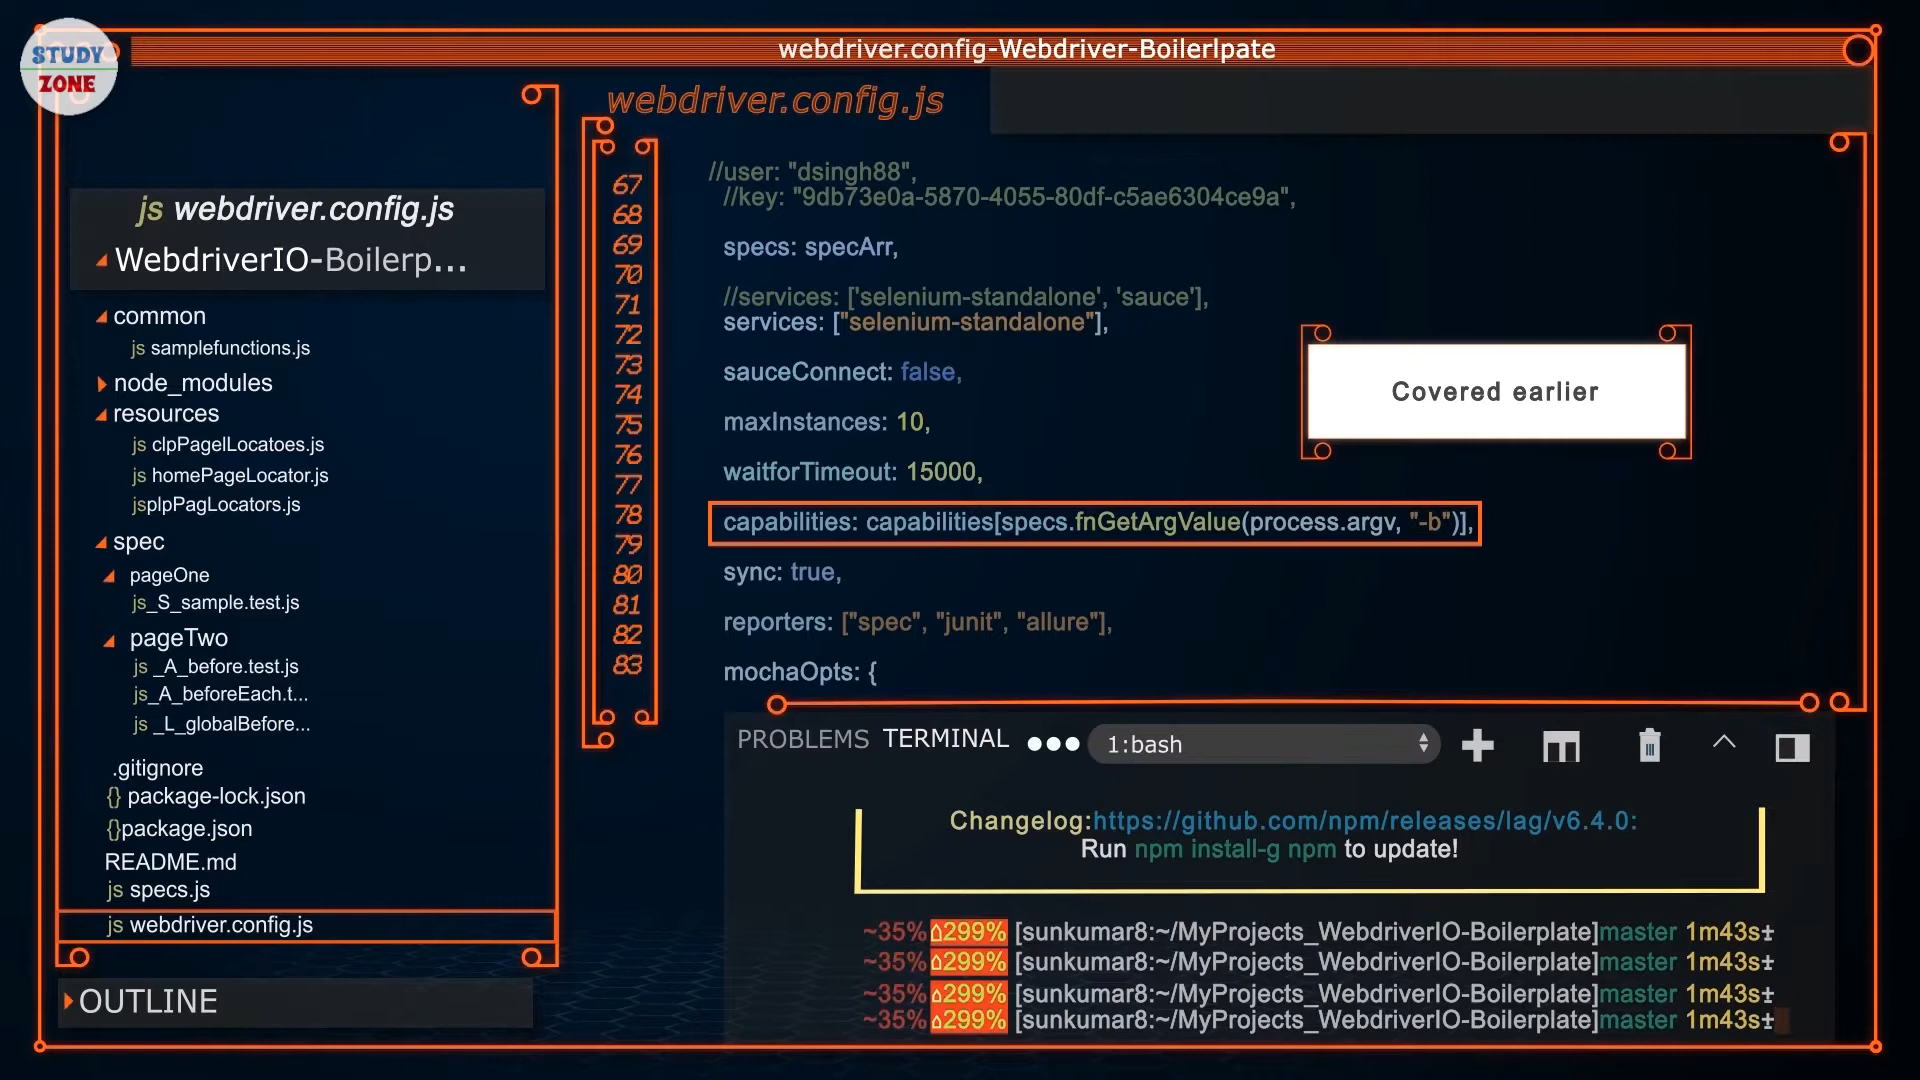 STUDY
ZONE
webdriver.config-Webdriver-Boilerlpate
webdriver.config.js
js webdriver.config.js
WebdriverIO-Boilerp...
common
js samplefunctions.js
node_modules
resources
js clpPagelLocatoes.js
js homePageLocator.js
jsplpPagLocators.js
spec
pageOne
js_S_sample.test.js
pageTwo
js _A_before.test.js
js_A_beforeEach.t...
js _L_globalBefore...
.gitignore
{} package-lock.json
{}package.json
README.md
js specs.js
js webdriver.config.js
OUTLINE
67
68
69
70
71
72
73
74
75
76
77
78
79
80
81
82
83
//user: "dsingh88",
//key: "9db73e0a-5870-4055-80df-c5ae6304ce9a",
specs: specArr,
//services: ['selenium-standalone', 'sauce'],
services: ["selenium-standalone"],
sauceConnect: false,
maxInstances: 10,
waitforTimeout: 15000,
capabilities: capabilities[specs.fnGetArgValue(process.argv, "-b")],
sync: true,
reporters: ["spec", "junit", "allure"],
mochaOpts: {
Covered earlier
PROBLEMS TERMINAL ●●● 1:bash
Changelog:https://github.com/npm/releases/lag/v6.4.0:
Run npm install-g npm to update!
~35% ⌂299% [sunkumar8:~/MyProjects_WebdriverIO-Boilerplate]master 1m43s±
~35% ⌂299% [sunkumar8:~/MyProjects_WebdriverIO-Boilerplate]master 1m43s±
~35% ⌂299% [sunkumar8:~/MyProjects_WebdriverIO-Boilerplate]master 1m43s±
~35% ⌂299% [sunkumar8:~/MyProjects_WebdriverIO-Boilerplate]master 1m43s±